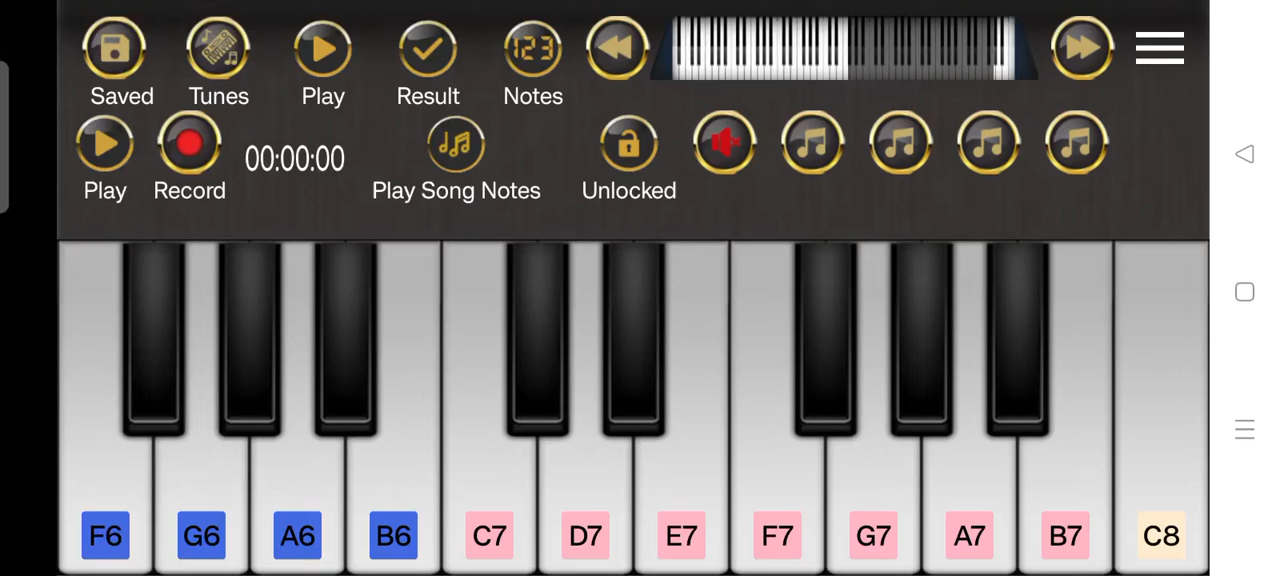 123
Saved Tunes Play Result Notes
00:00:00
Play Record Play Song Notes Unlocked
F6 G6 A6 B6 C7 D7 E7 F7 G7 A7 B7 C8